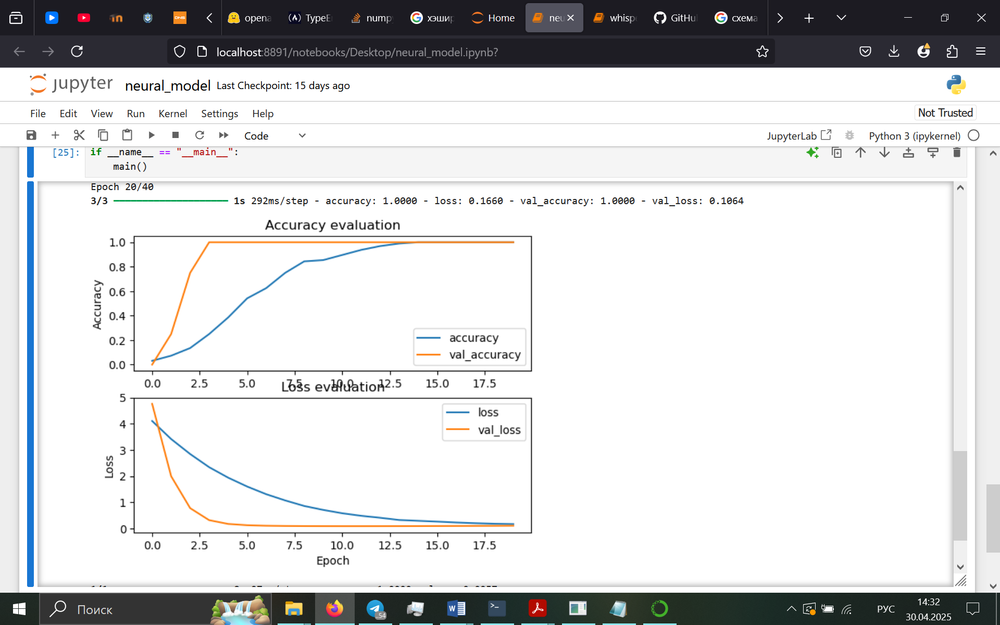 opena
TypeE
numpy
хэшир
Home
neu
whispe
GitHu
схема
localhost:8891/notebooks/Desktop/neural_model.ipynb?
jupyter neural_model Last Checkpoint: 15 days ago
File Edit View Run Kernel Settings Help
Not Trusted
Code
JupyterLab
Python 3 (ipykernel)
[25]: if __name__ == "__main__":
main()
Epoch 20/40
3/3 1s 292ms/step - accuracy: 1.0000 - loss: 0.1660 - val_accuracy: 1.0000 - val_loss: 0.1064
Accuracy evaluation
1.0
0.8
0.6
0.4
0.2
0.0
Accuracy
accuracy
val_accuracy
0.0 2.5 5.0 7.5 10.0 12.5 15.0 17.5
Loss evaluation
5
4
3
2
1
0
Loss
loss
val_loss
0.0 2.5 5.0 7.5 10.0 12.5 15.0 17.5
Epoch
Поиск
.54
РУС
14:32
30.04.2025